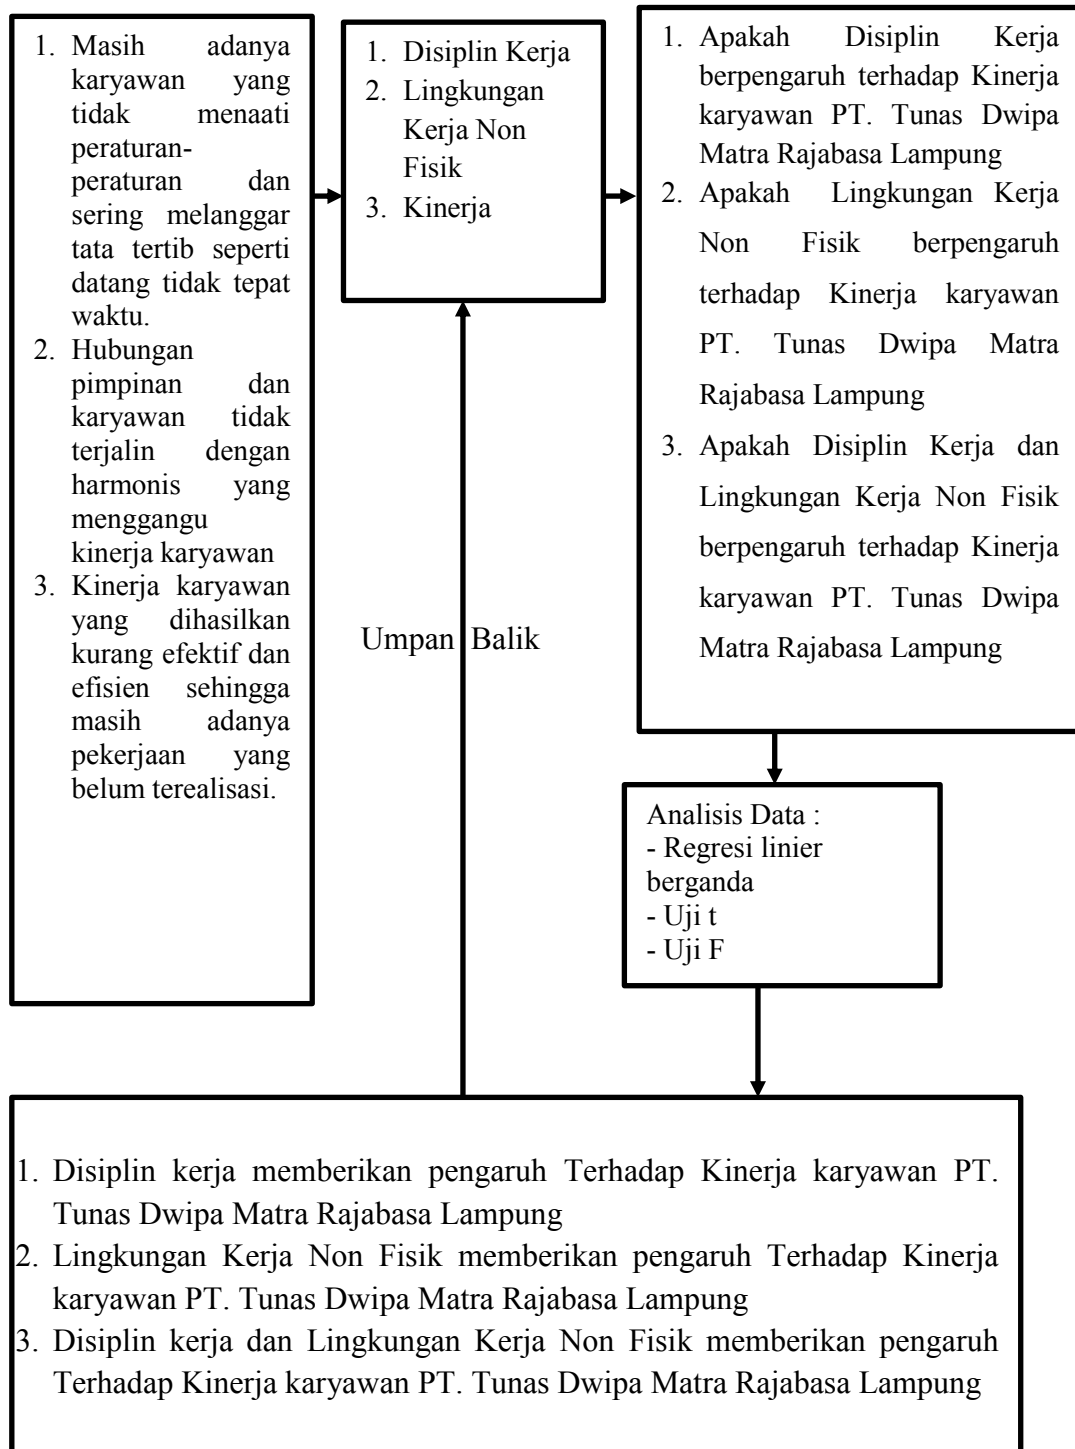 1. Masih adanya
karyawan yang
tidak menaati
peraturan-
peraturan dan
sering melanggar
tata tertib seperti
datang tidak tepat
waktu.
2. Hubungan
pimpinan dan
karyawan tidak
terjalin dengan
harmonis yang
menggangu
kinerja karyawan
3. Kinerja karyawan
yang dihasilkan
kurang efektif dan
efisien sehingga
masih adanya
pekerjaan yang
belum terealisasi.
1. Disiplin Kerja
2. Lingkungan
Kerja Non
Fisik
3. Kinerja
1. Apakah Disiplin Kerja
berpengaruh terhadap Kinerja
karyawan PT. Tunas Dwipa
Matra Rajabasa Lampung
2. Apakah Lingkungan Kerja
Non Fisik berpengaruh
terhadap Kinerja karyawan
PT. Tunas Dwipa Matra
Rajabasa Lampung
3. Apakah Disiplin Kerja dan
Lingkungan Kerja Non Fisik
berpengaruh terhadap Kinerja
karyawan PT. Tunas Dwipa
Matra Rajabasa Lampung
Umpan Balik
Analisis Data :
- Regresi linier
berganda
- Uji t
- Uji F
1. Disiplin kerja memberikan pengaruh Terhadap Kinerja karyawan PT.
Tunas Dwipa Matra Rajabasa Lampung
2. Lingkungan Kerja Non Fisik memberikan pengaruh Terhadap Kinerja
karyawan PT. Tunas Dwipa Matra Rajabasa Lampung
3. Disiplin kerja dan Lingkungan Kerja Non Fisik memberikan pengaruh
Terhadap Kinerja karyawan PT. Tunas Dwipa Matra Rajabasa Lampung